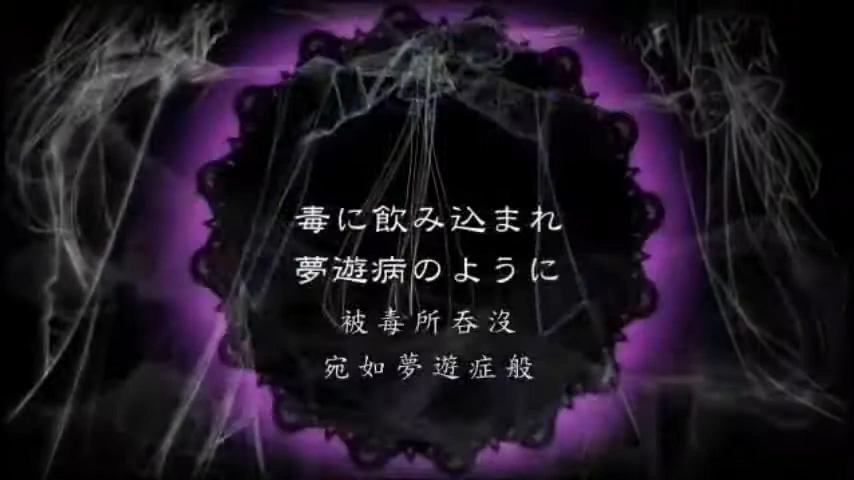 毒に飲み込まれ
夢遊病のように
被毒所吞沒
宛如夢遊症般